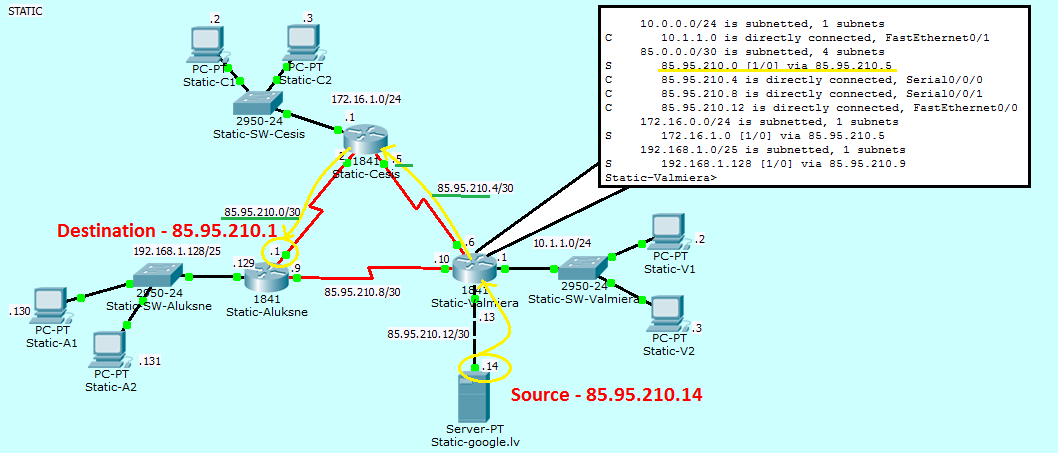 STATIC
.2
PC-PT
Static-C1
.3
PC-PT
Static-C2
2950-24
Static-SW-Cesis
172.16.1.0/24
.1
.2
1841
Static-Cesis
.5
85.95.210.4/30
85.95.210.0/30
Destination - 85.95.210.1
192.168.1.128/25
.129
.1
.9
1841
Static-Aluksne
2950-24
Static-SW-Aluksne
.130
PC-PT
Static-A1
.131
PC-PT
Static-A2
85.95.210.8/30
.6
.10
.1
1841
Static-Valmiera
.13
10.1.1.0/24
2950-24
Static-SW-Valmiera
.2
PC-PT
Static-V1
.3
PC-PT
Static-V2
85.95.210.12/30
.14
Source - 85.95.210.14
Server-PT
Static-google.lv
10.0.0.0/24 is subnetted, 1 subnets
C 10.1.1.0 is directly connected, FastEthernet0/1
85.0.0.0/30 is subnetted, 4 subnets
S 85.95.210.0 [1/0] via 85.95.210.5
C 85.95.210.4 is directly connected, Serial0/0/0
C 85.95.210.8 is directly connected, Serial0/0/1
C 85.95.210.12 is directly connected, FastEthernet0/0
172.16.0.0/24 is subnetted, 1 subnets
S 172.16.1.0 [1/0] via 85.95.210.5
192.168.1.0/25 is subnetted, 1 subnets
S 192.168.1.128 [1/0] via 85.95.210.9
Static-Valmiera>